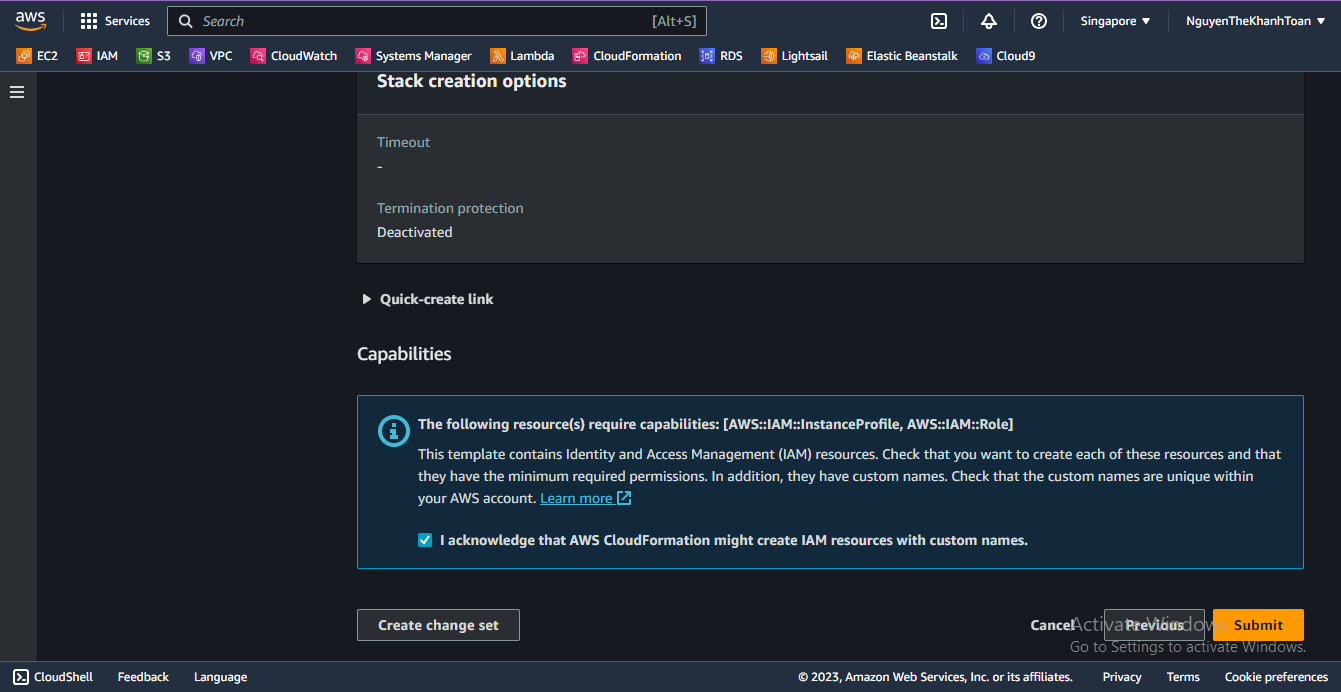 aws
Services
Search
[Alt+S]
Singapore
NguyenTheKhanhToan
EC2
IAM
S3
VPC
CloudWatch
Systems Manager
Lambda
CloudFormation
RDS
Lightsail
Elastic Beanstalk
Cloud9
Stack creation options
Timeout
-
Termination protection
Deactivated
Quick-create link
Capabilities
The following resource(s) require capabilities: [AWS::IAM::InstanceProfile, AWS::IAM::Role]
This template contains Identity and Access Management (IAM) resources. Check that you want to create each of these resources and that
they have the minimum required permissions. In addition, they have custom names. Check that the custom names are unique within
your AWS account. Learn more
I acknowledge that AWS CloudFormation might create IAM resources with custom names.
Create change set
Cancel
Previous
Submit
Activate Windows
Go to Settings to activate Windows.
CloudShell
Feedback
Language
© 2023, Amazon Web Services, Inc. or its affiliates.
Privacy
Terms
Cookie preferences